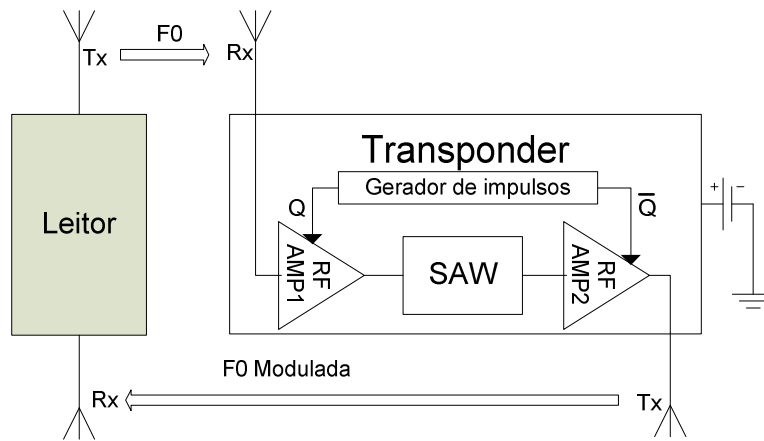 F0
Tx
Rx
Transponder
Gerador de impulsos
Q
Q̅
Leitor
RF
AMP1
SAW
RF
AMP2
+
−
F0 Modulada
Rx
Tx